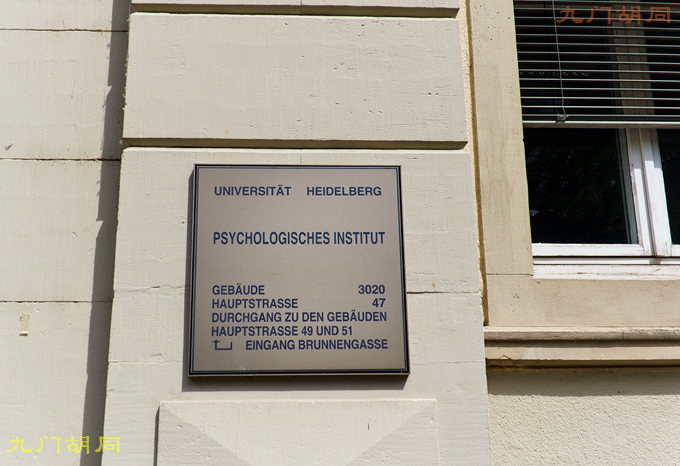 九门胡同
UNIVERSITÄT HEIDELBERG
PSYCHOLOGISCHES INSTITUT
GEBÄUDE 3020
HAUPTSTRASSE 47
DURCHGANG ZU DEN GEBÄUDEN
HAUPTSTRASSE 49 UND 51
EINGANG BRUNNENGASSE
九门胡同